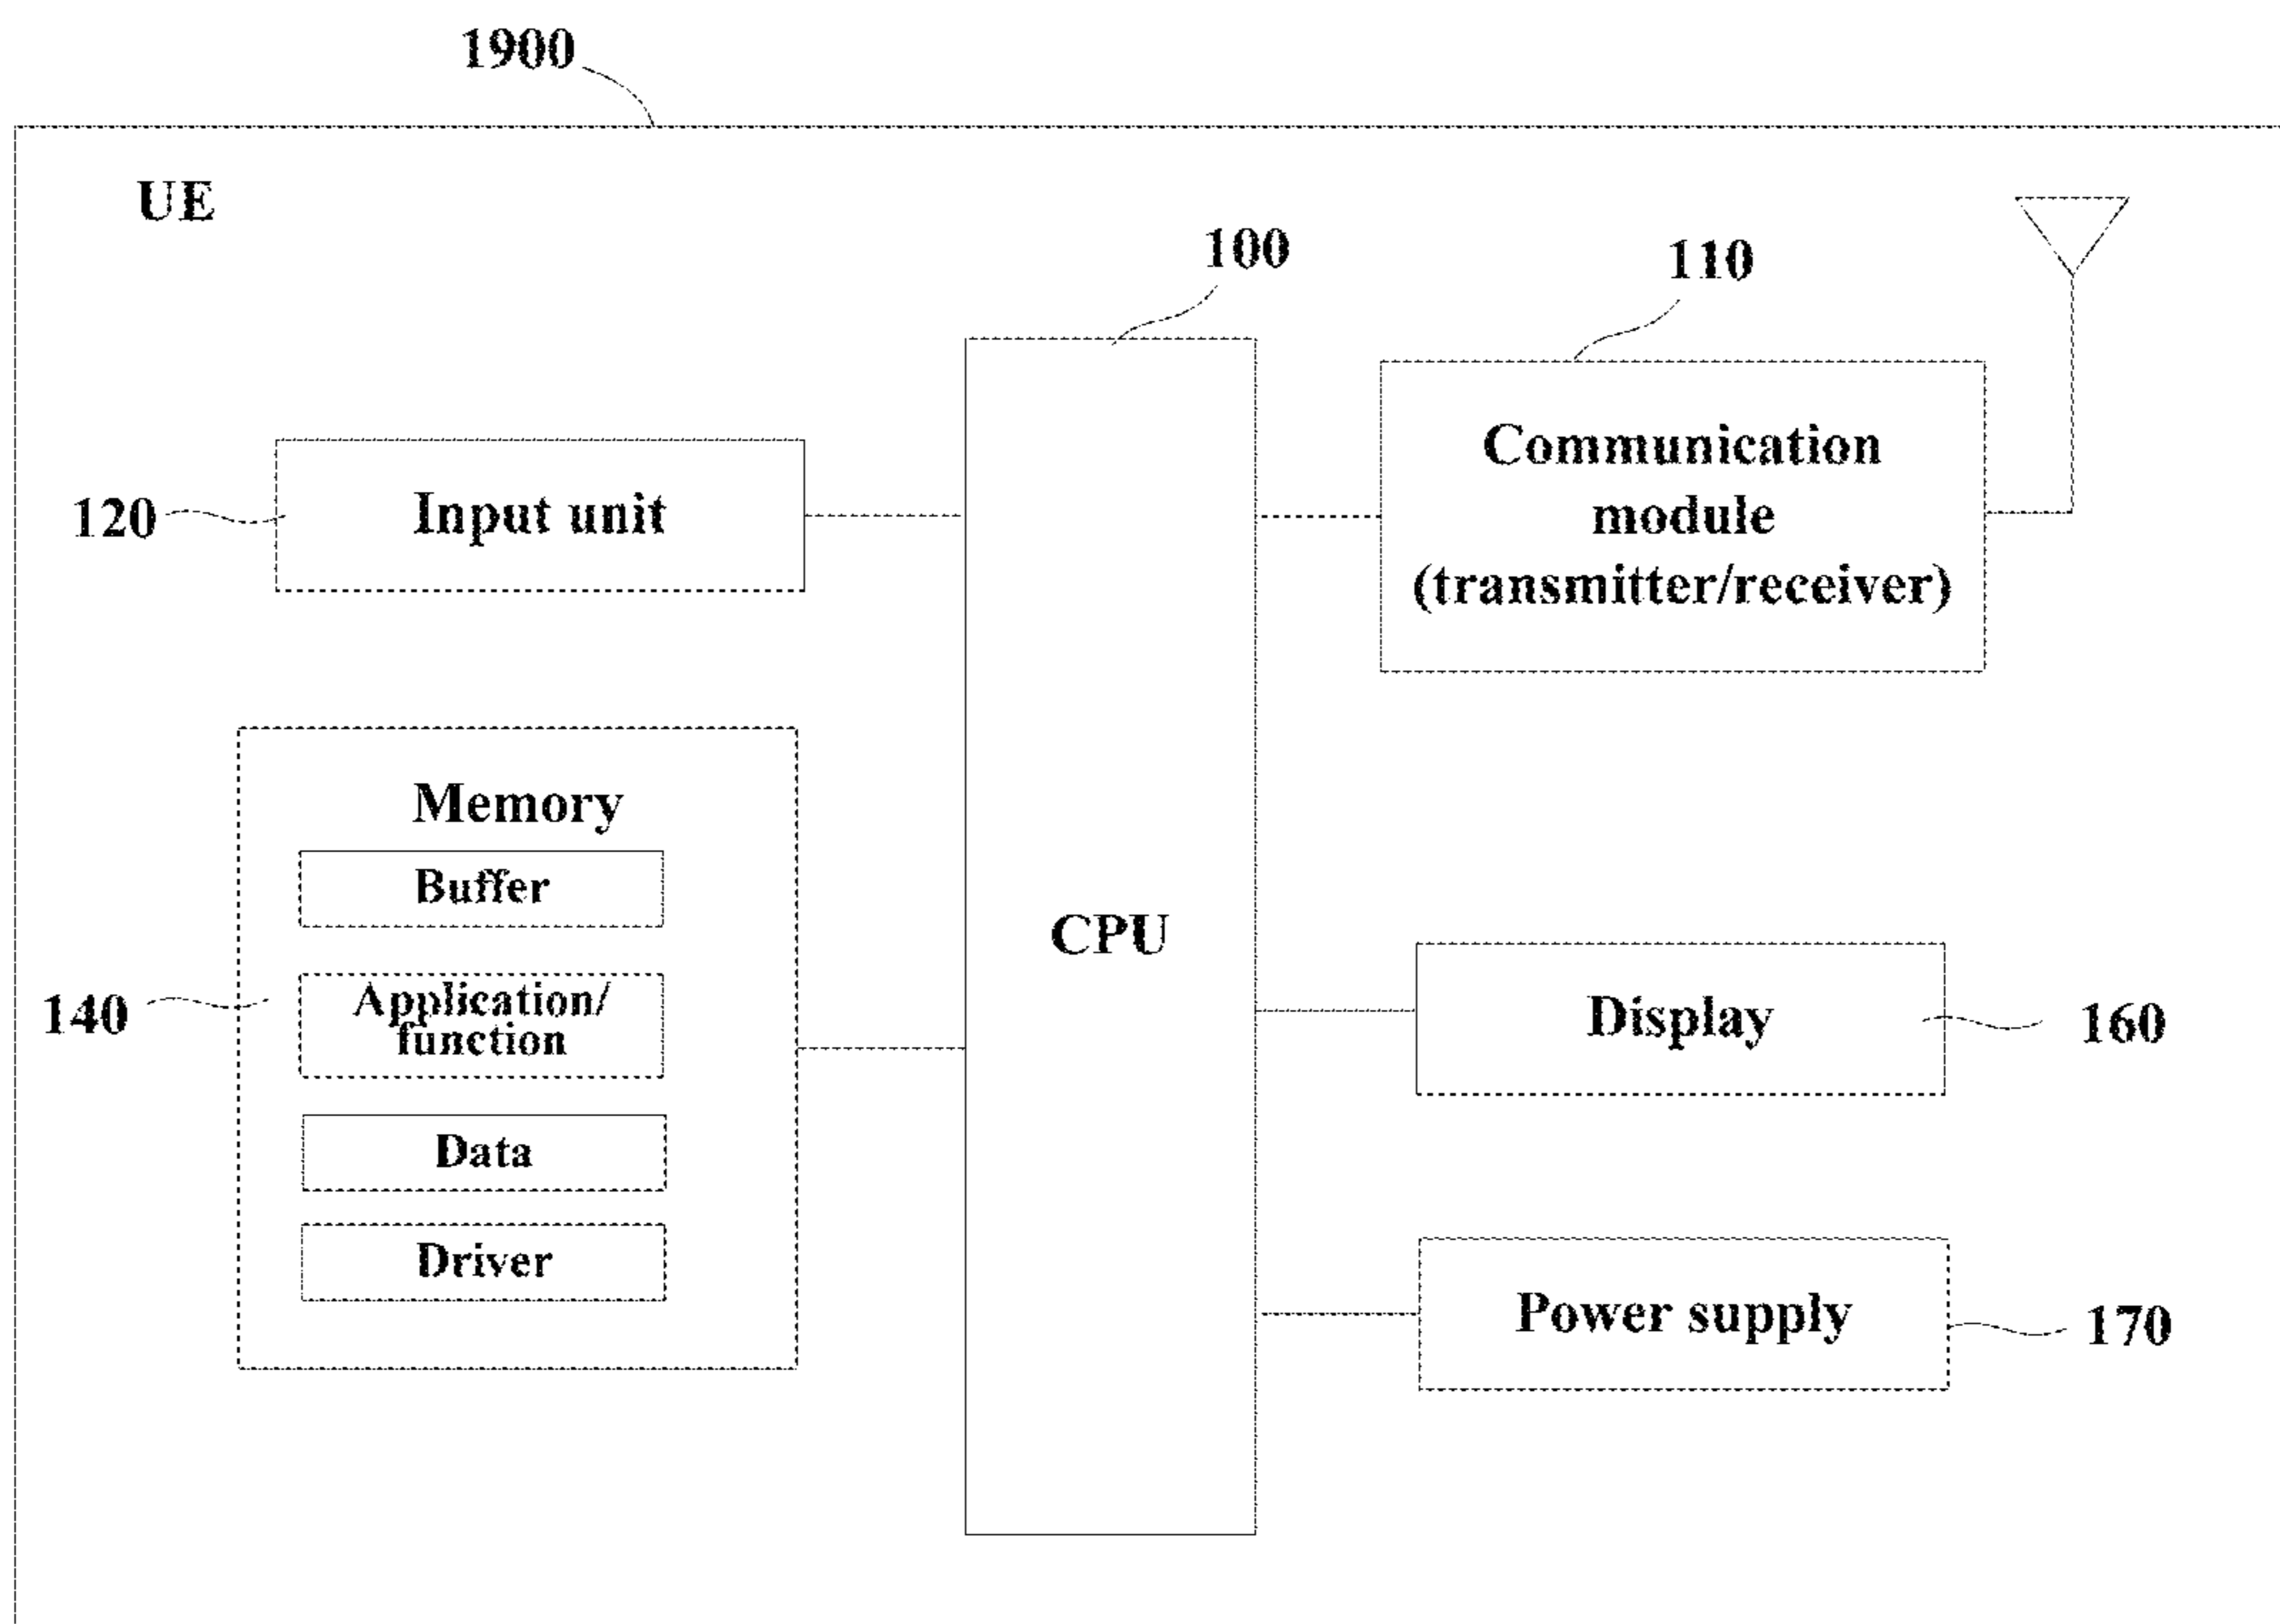 1900
UE
100
110
120
Input unit
Communication
module
(transmitter/receiver)
Memory
Buffer
140
Application/
function
Data
Driver
CPU
Display
160
Power supply
170